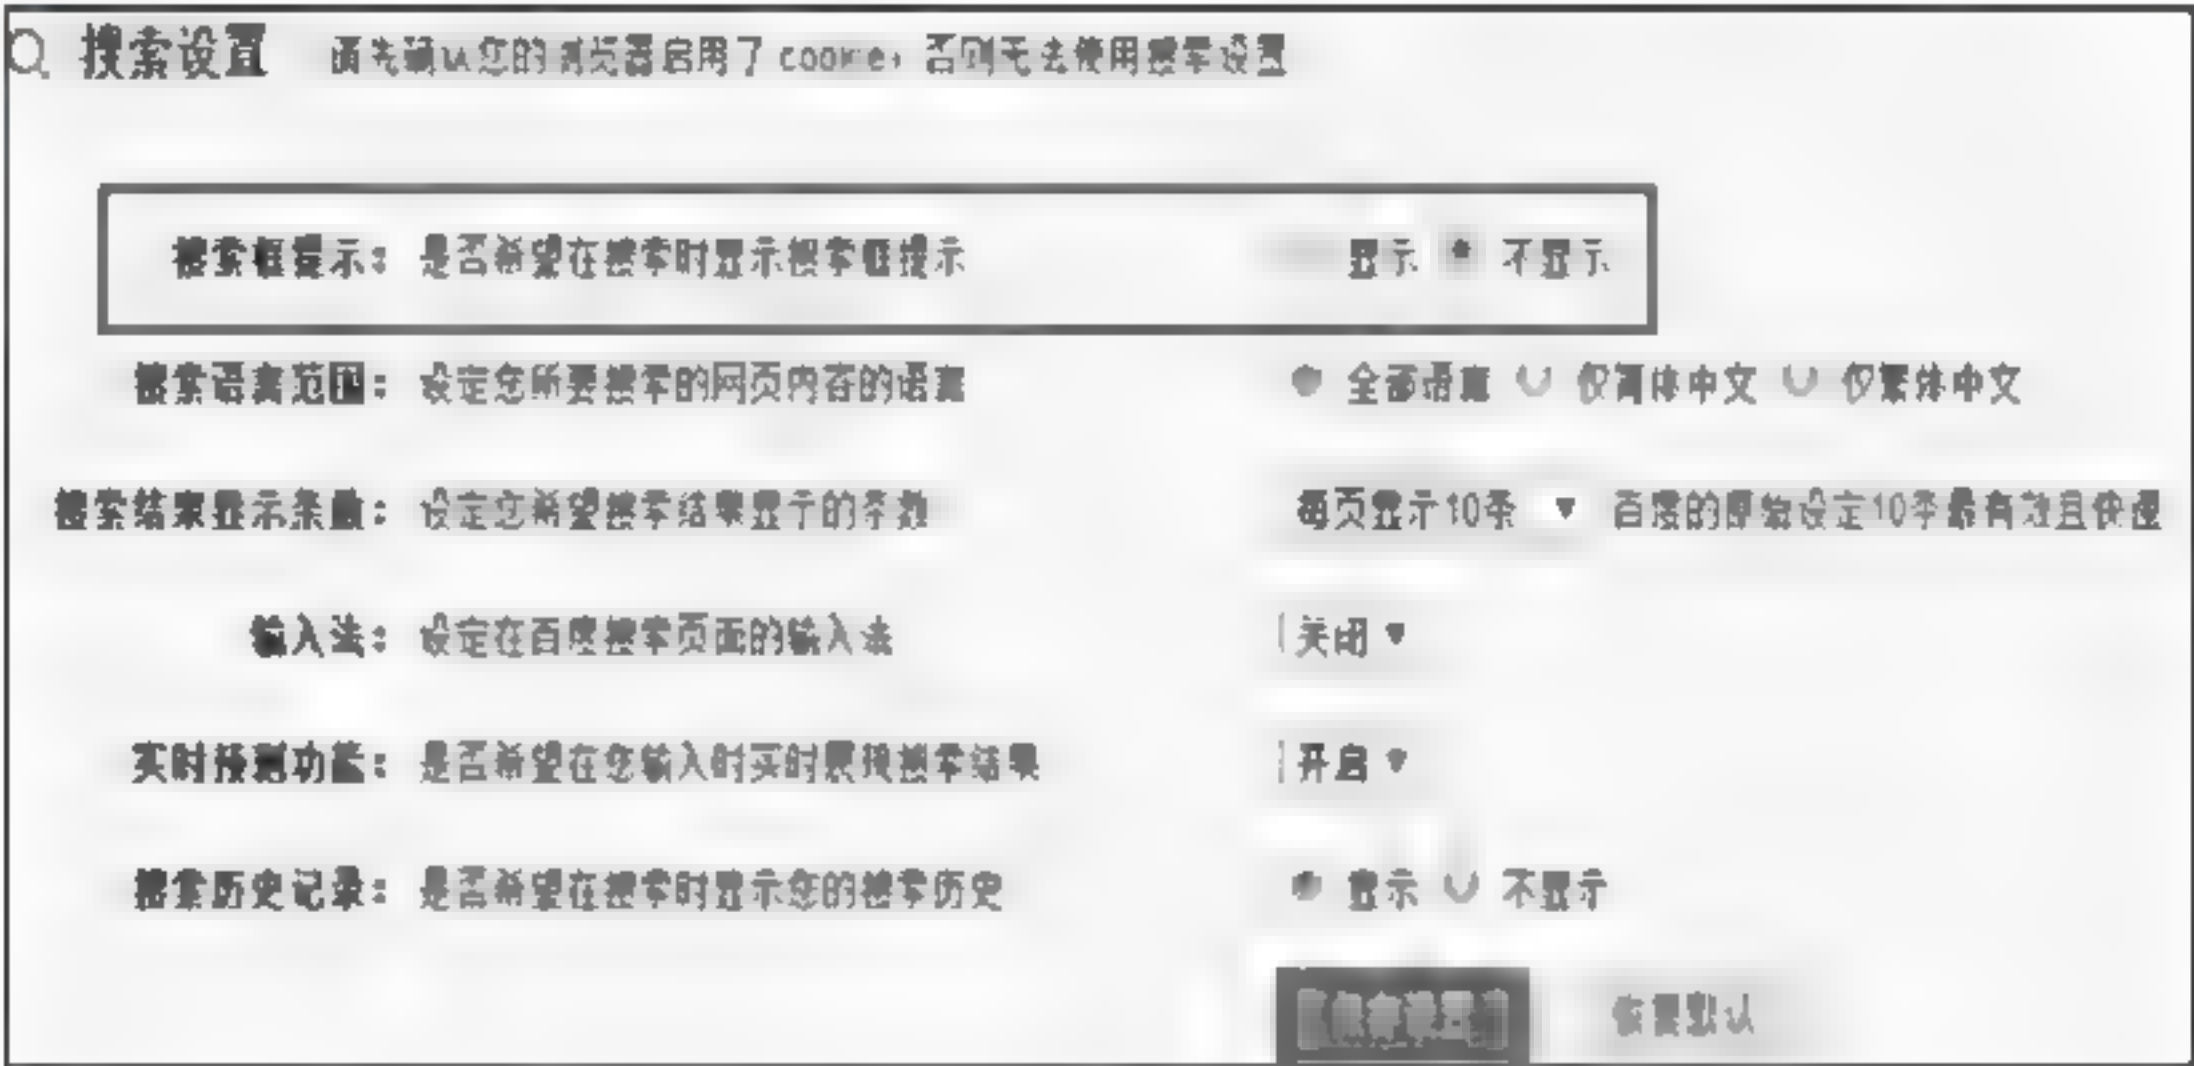 搜索设置 请先确认您的浏览器启用了cookie，否则无法使用搜索设置
搜索框提示： 是否希望在搜索时显示搜索框提示 显示 不显示
搜索语言范围： 设定您所要搜索的网页内容的语言 全部语言 仅简体中文 仅繁体中文
搜索结果显示条数： 设定您希望搜索结果显示的条数 每页显示10条 百度的原始设定10条最有效且快速
输入法： 设定在百度搜索页面的输入法 关闭
实时预测功能： 是否希望在您输入时实时展现搜索结果 开启
搜索历史记录： 是否希望在搜索时显示您的搜索历史 显示 不显示
恢复默认